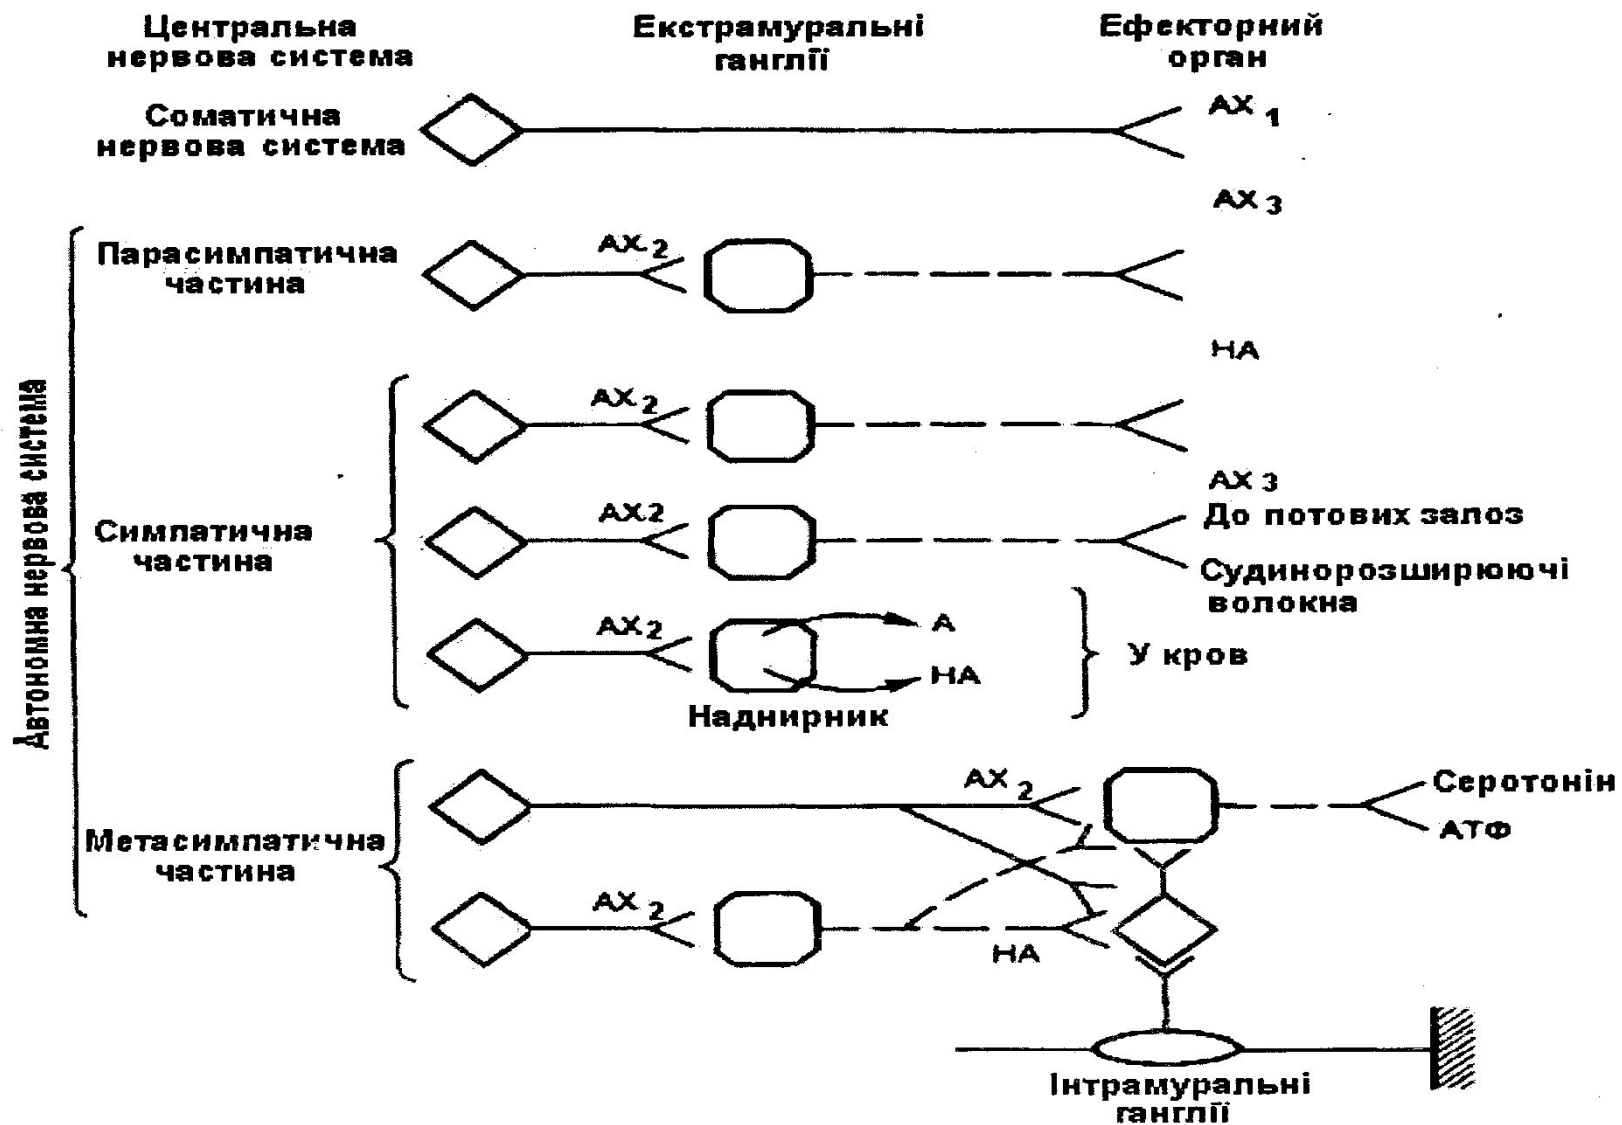 Центральна
нервова система
Екстрамуральні
ганглії
Ефекторний
орган
Соматична
нервова система
АХ 1
АХ 3
Автономна нервова система
Парасимпатична
частина
АХ 2
НА
Симпатична
частина
АХ 2
АХ 3
АХ2
До потових залоз
Судинорозширюючі
волокна
АХ2
А
НА
У кров
Наднирник
Метасимпатична
частина
АХ 2
Серотонін
АТФ
АХ 2
НА
Інтрамуральні
ганглії